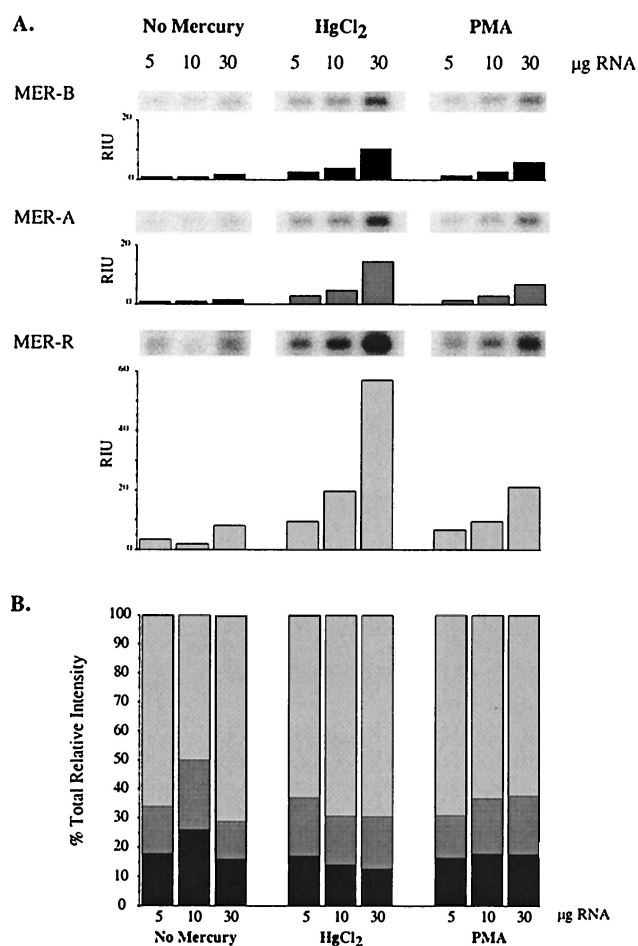 A.
No Mercury HgCl2 PMA
5 10 30 5 10 30 5 10 30 µg RNA
MER-B
20
RIU
0
MER-A
20
RIU
0
MER-R
60
40
RIU
20
0
B.
100
90
80
70
60
50
40
30
20
10
0
% Total Relative Intensity
5 10 30 5 10 30 5 10 30 µg RNA
No Mercury HgCl2 PMA